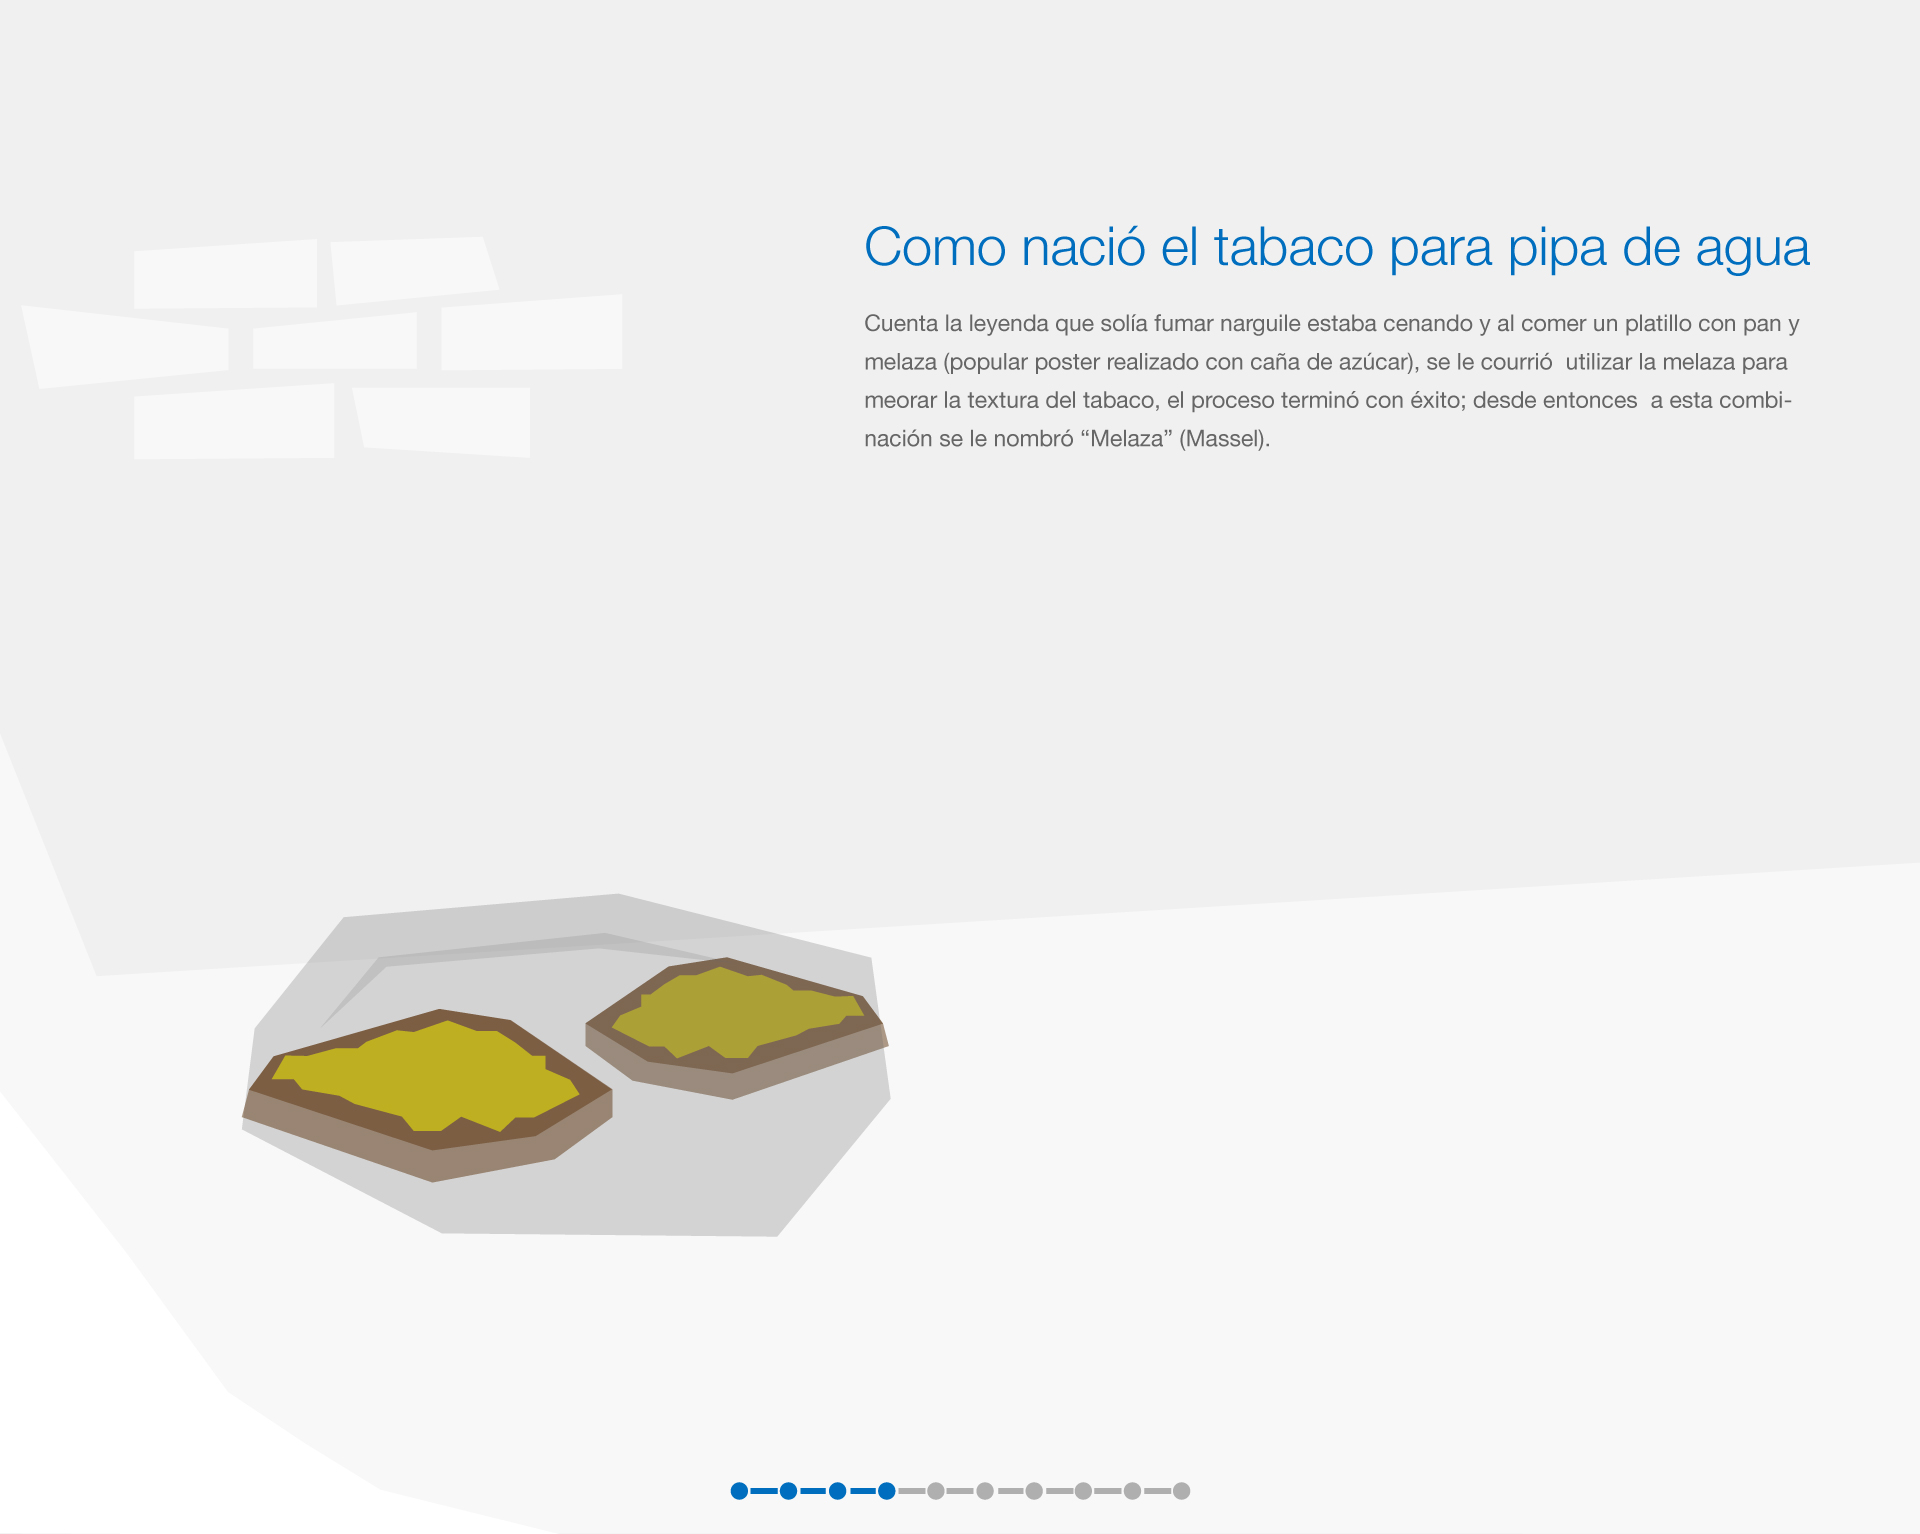 Como nació el tabaco para pipa de agua
Cuenta la leyenda que solía fumar narguile estaba cenando y al comer un platillo con pan y
melaza (popular poster realizado con caña de azúcar), se le courrió  utilizar la melaza para
meorar la textura del tabaco, el proceso terminó con éxito; desde entonces  a esta combi-
nación se le nombró “Melaza” (Massel).